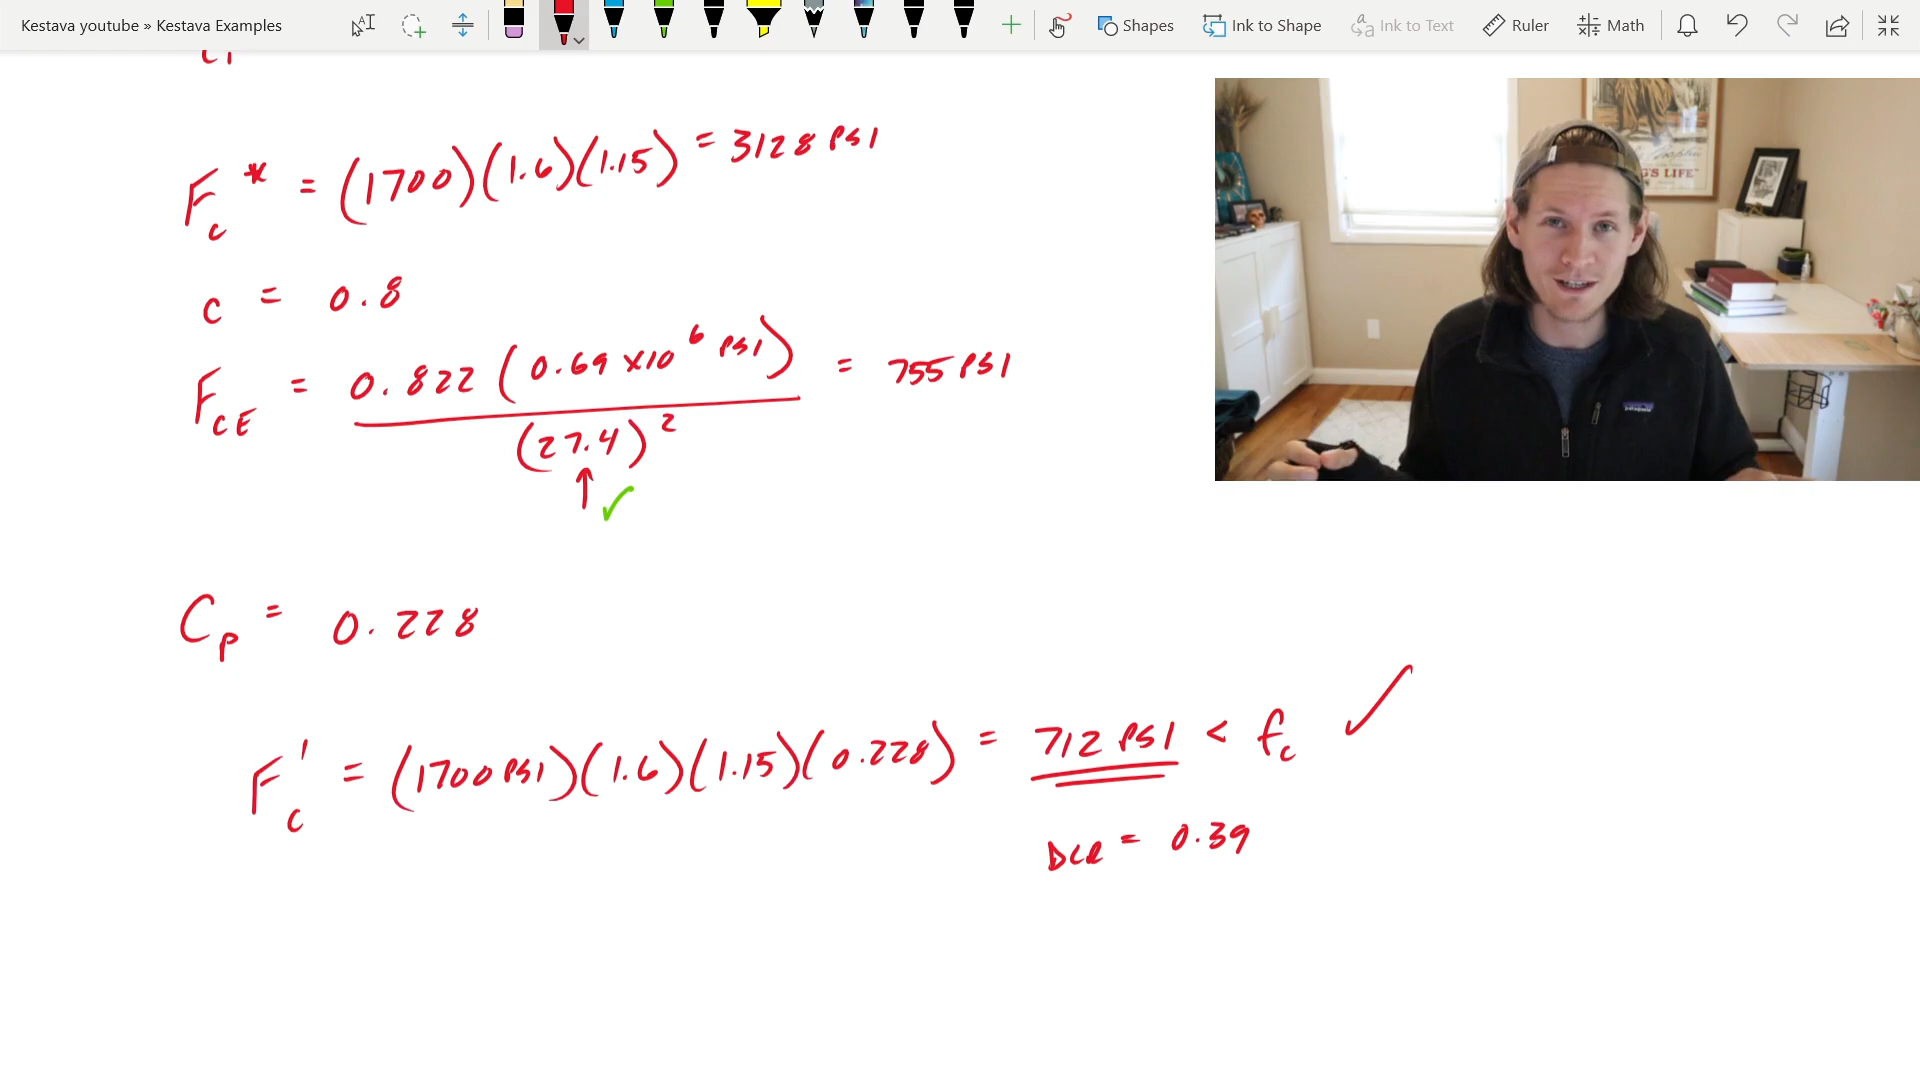 Kestava youtube » Kestava Examples
Shapes
Ink to Shape
Ink to Text
Ruler
Math
Fc* = (1700)(1.6)(1.15) = 3128 PSI
c = 0.8
FcE = 0.822 (0.69 x10^6 PSI) = 755 PSI
(27.4)^2
↑ ✓
Cp = 0.228
Fc' = (1700 PSI)(1.6)(1.15)(0.228) = 712 PSI < fc ✓
DCR = 0.39
G'S LIFE"